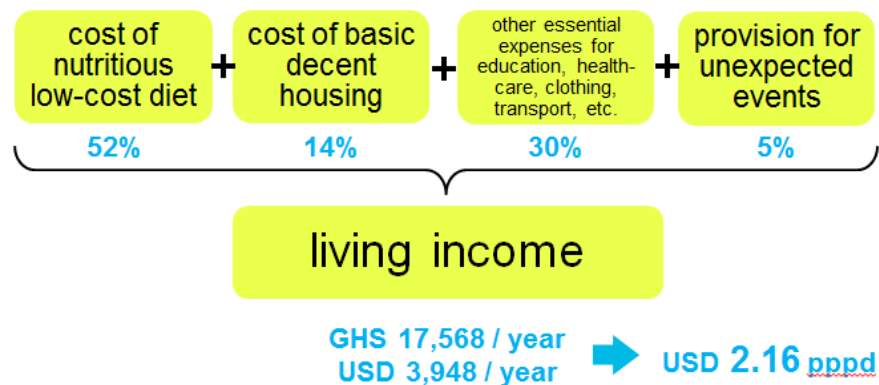 cost of
nutritious
low-cost diet
+
cost of basic
decent
housing
+
other essential
expenses for
education, health-
care, clothing,
transport, etc.
+
provision for
unexpected
events
52%
14%
30%
5%
living income
GHS 17,568 / year
USD 3,948 / year
USD 2.16 pppd